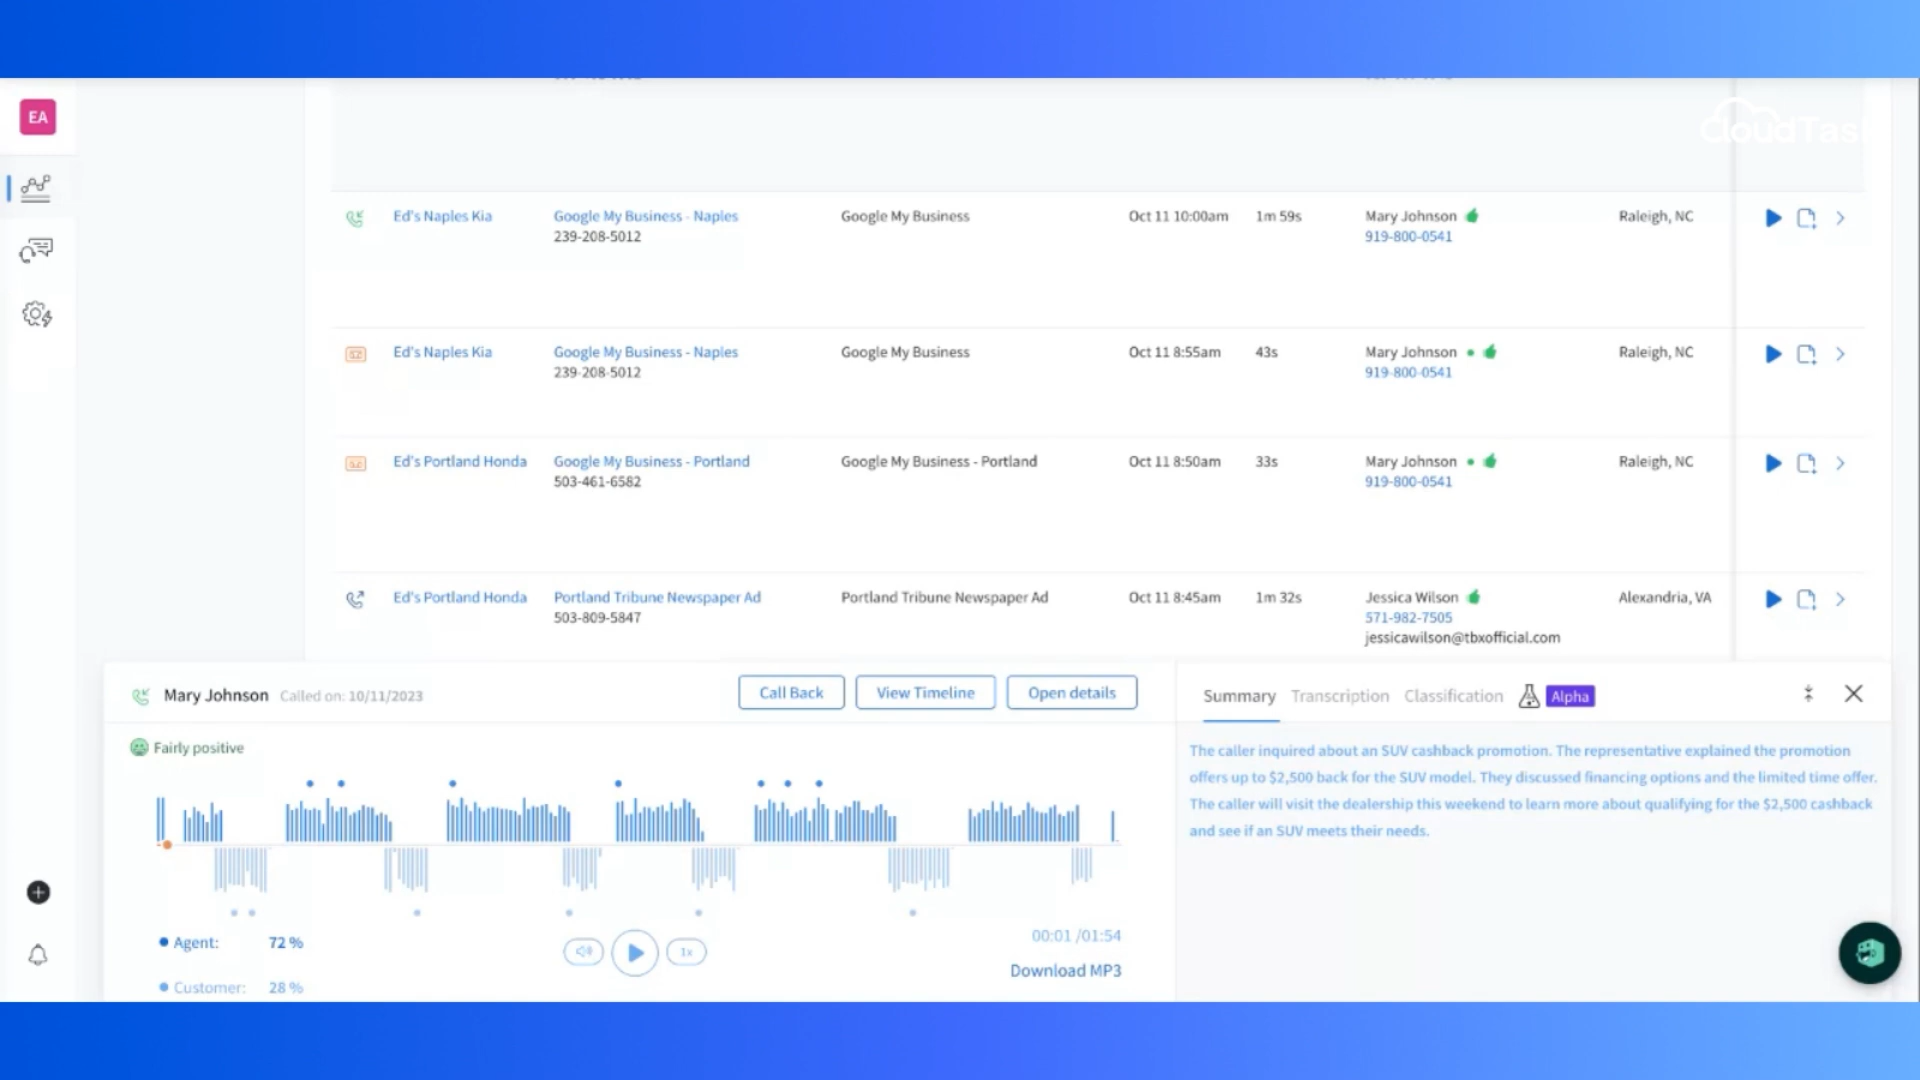 EA
CloudTas
Ed's Naples Kia Google My Business - Naples Google My Business Oct 11 10:00am 1m 59s Mary Johnson Raleigh, NC
239-208-5012 919-800-0541
Ed's Naples Kia Google My Business - Naples Google My Business Oct 11 8:55am 43s Mary Johnson Raleigh, NC
239-208-5012 919-800-0541
Ed's Portland Honda Google My Business - Portland Google My Business - Portland Oct 11 8:50am 33s Mary Johnson Raleigh, NC
503-461-6582 919-800-0541
Ed's Portland Honda Portland Tribune Newspaper Ad Portland Tribune Newspaper Ad Oct 11 8:45am 1m 32s Jessica Wilson Alexandria, VA
503-809-5847 571-982-7505
jessicawilson@tbxofficial.com
Mary Johnson Called on: 10/11/2023 Call Back View Timeline Open details
Fairly positive
Agent: 72 %
Customer: 28 %
1x
00:01 /01:54
Download MP3
Summary Transcription Classification Alpha
The caller inquired about an SUV cashback promotion. The representative explained the promotion
offers up to $2,500 back for the SUV model. They discussed financing options and the limited time offer.
The caller will visit the dealership this weekend to learn more about qualifying for the $2,500 cashback
and see if an SUV meets their needs.